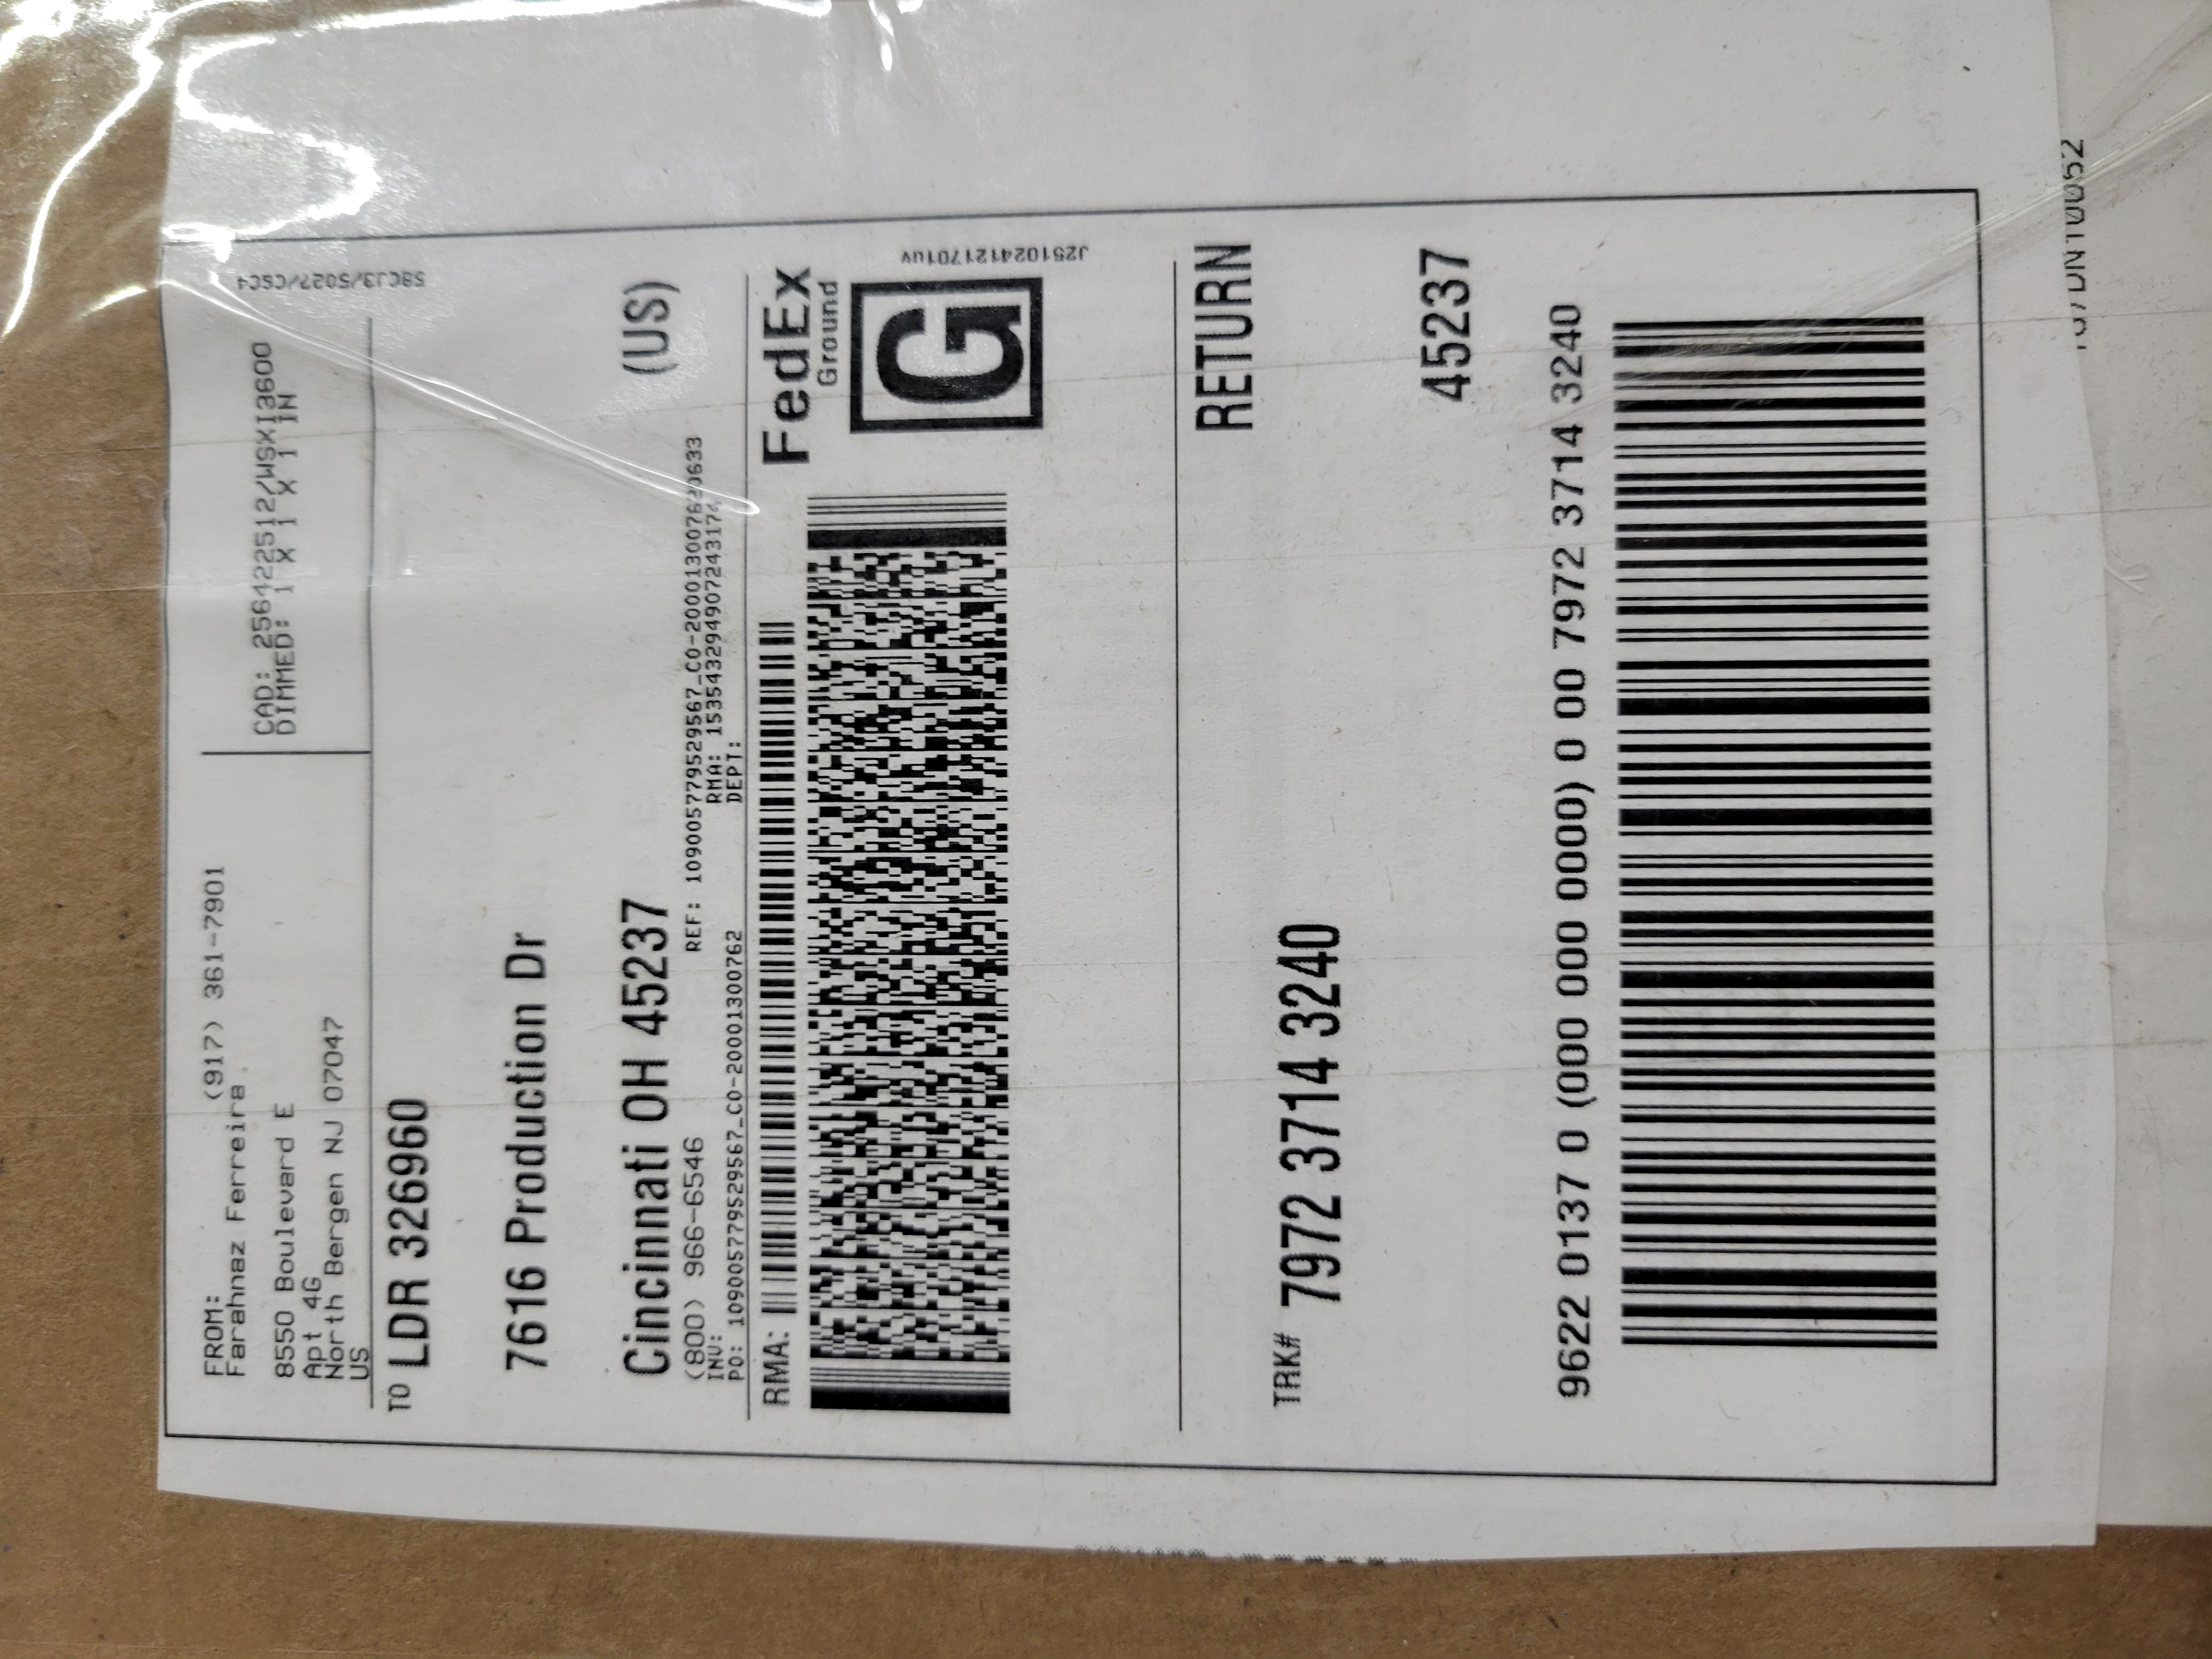 FROM:
(917) 361-7901
Farahnaz Ferreira
8550 Boulevard E
Apt 4G
North Bergen NJ 07047
US
CAD: 256422512/WSXI3600
DIMMED: 1 X 1 X 1 IN
58CJ3/5027/C5C4
TO LDR 326960
7616 Production Dr
Cincinnati OH 45237 (US)
(800) 966-6546 REF: 109005779529567_CO-20001300762
INV: RMA:
PO: 109005779529567_CO-20001300762 DEPT:
RMA:
FedEx
Ground
G
J251024121701uv
RETURN
TRK# 7972 3714 3240
45237
9622 0137 0 (000 000 0000) 0 00 7972 3714 3240